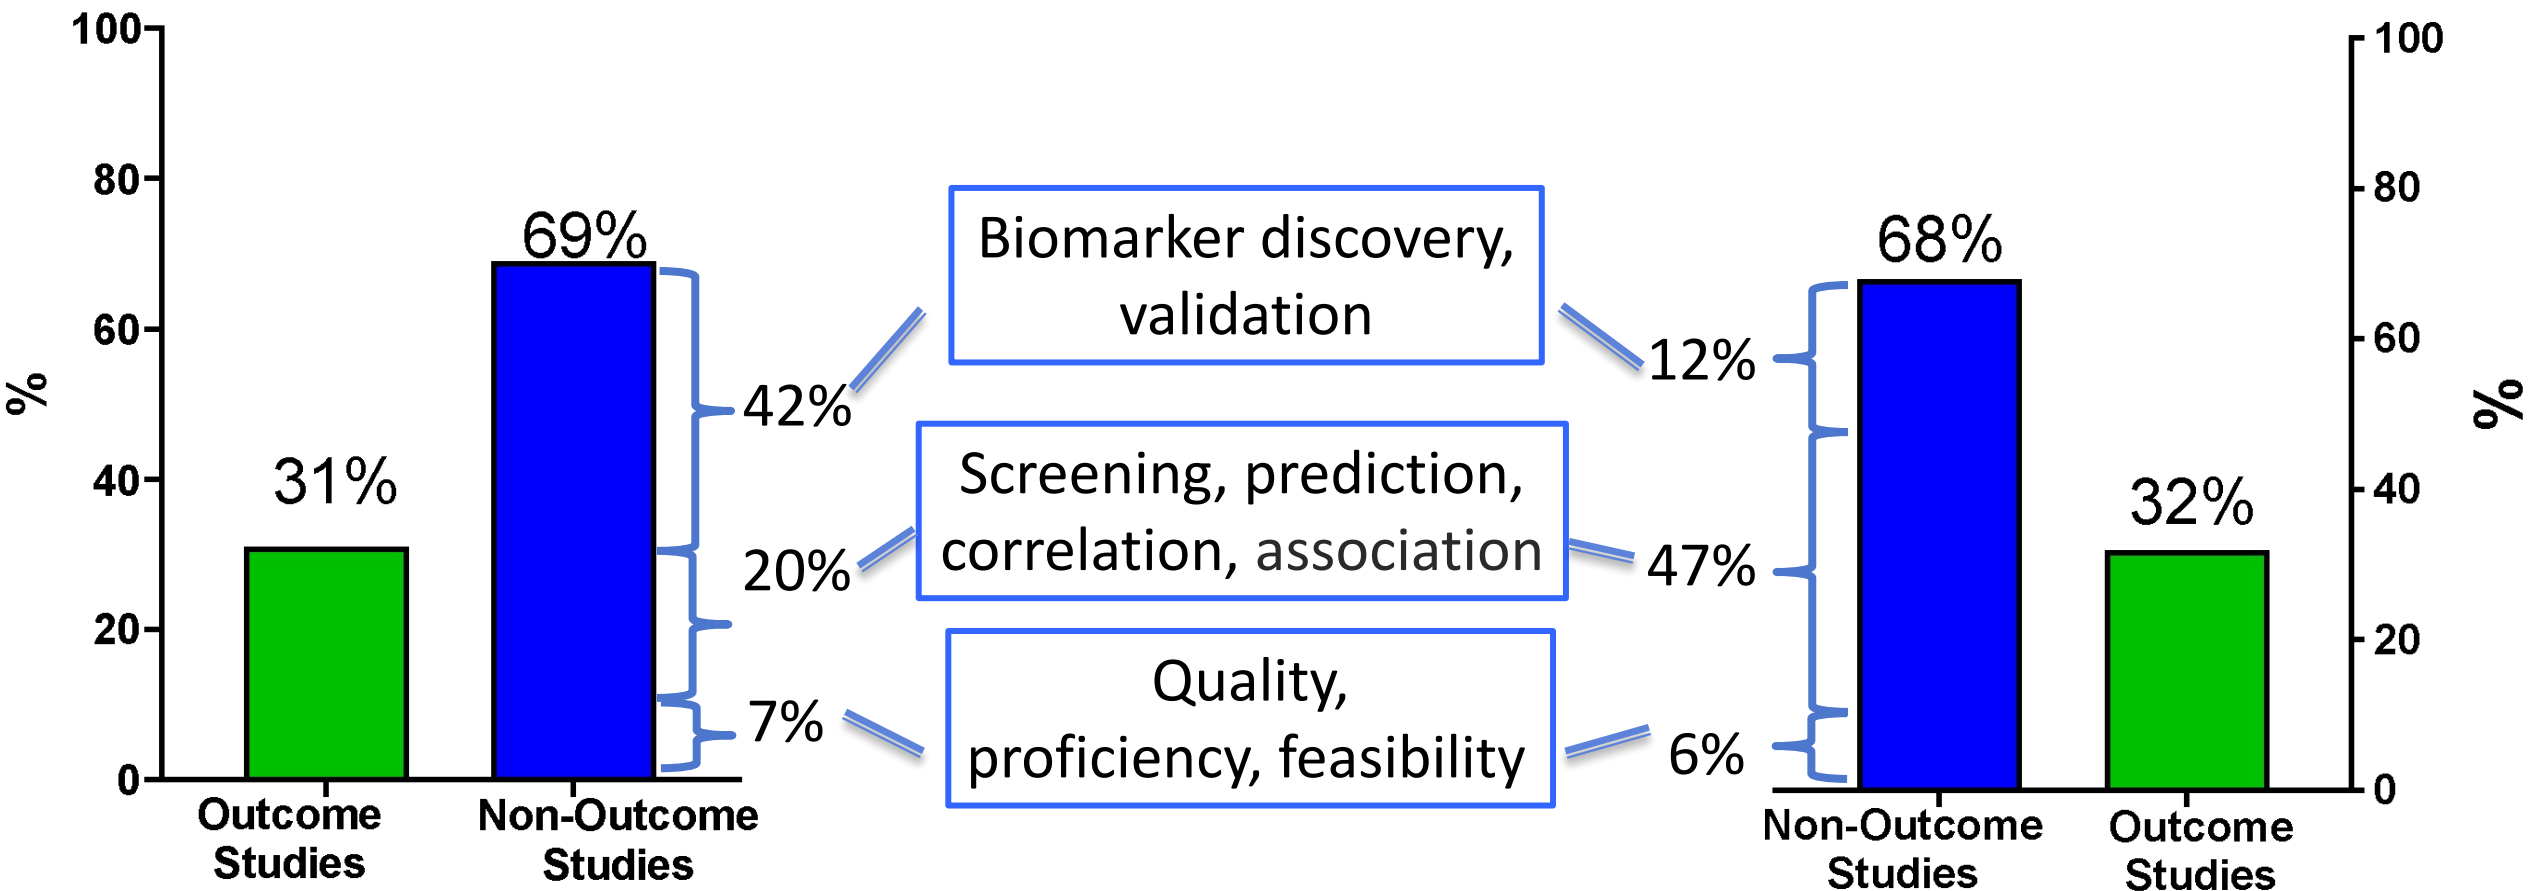 100
80
60
40
20
0
%
31%
69%
Outcome
Studies
Non-Outcome
Studies
42%
20%
7%
Biomarker discovery,
validation
Screening, prediction,
correlation, association
Quality,
proficiency, feasibility
12%
47%
6%
68%
32%
Non-Outcome
Studies
Outcome
Studies
100
80
60
40
20
0
%